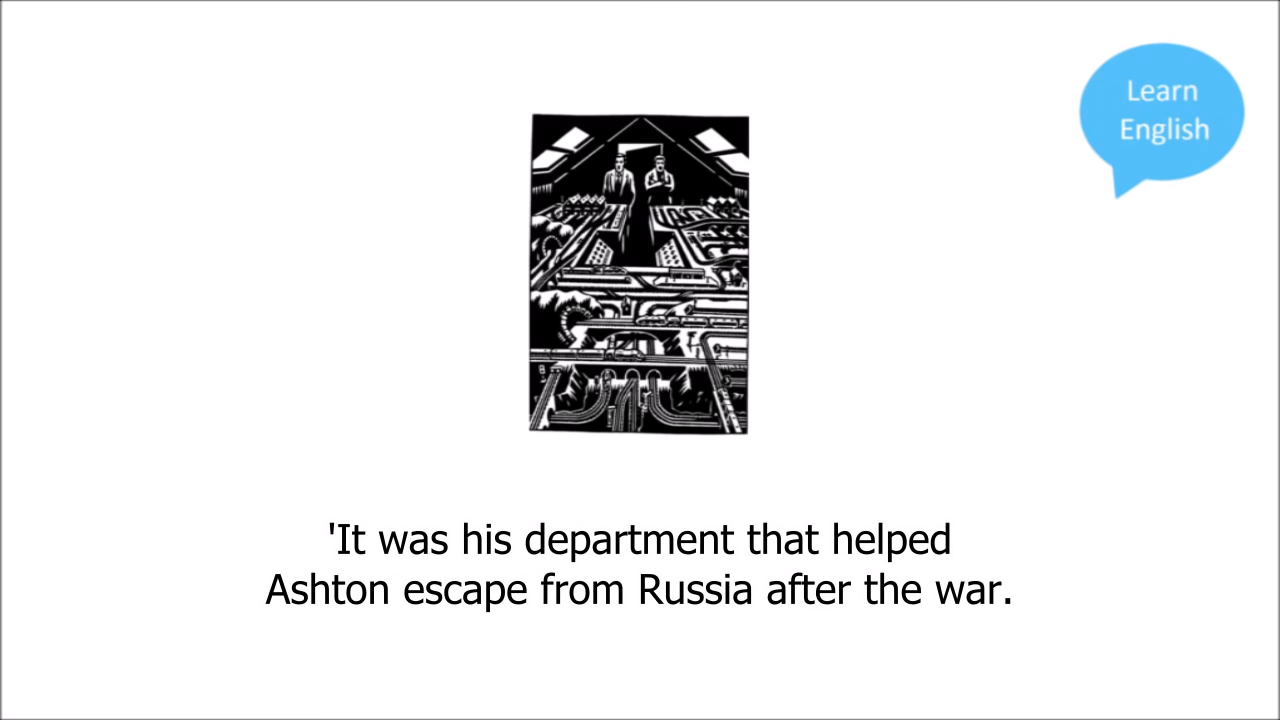 Learn
English
'It was his department that helped
Ashton escape from Russia after the war.